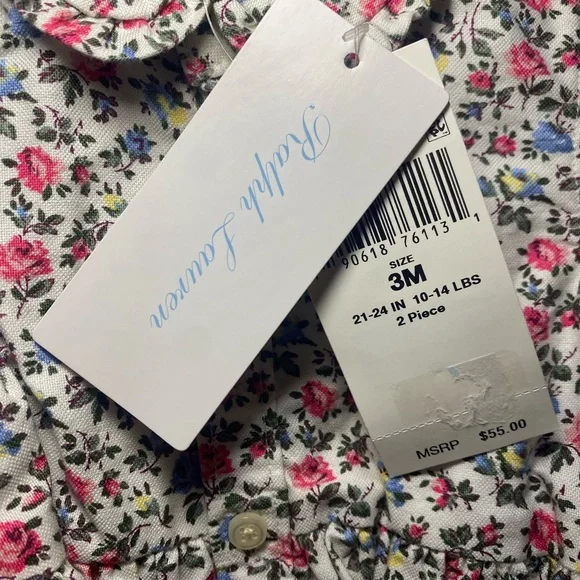 Ralph Lauren
90618 76113 1
SIZE
3M
21-24 IN 10-14 LBS
2 Piece
MSRP $55.00